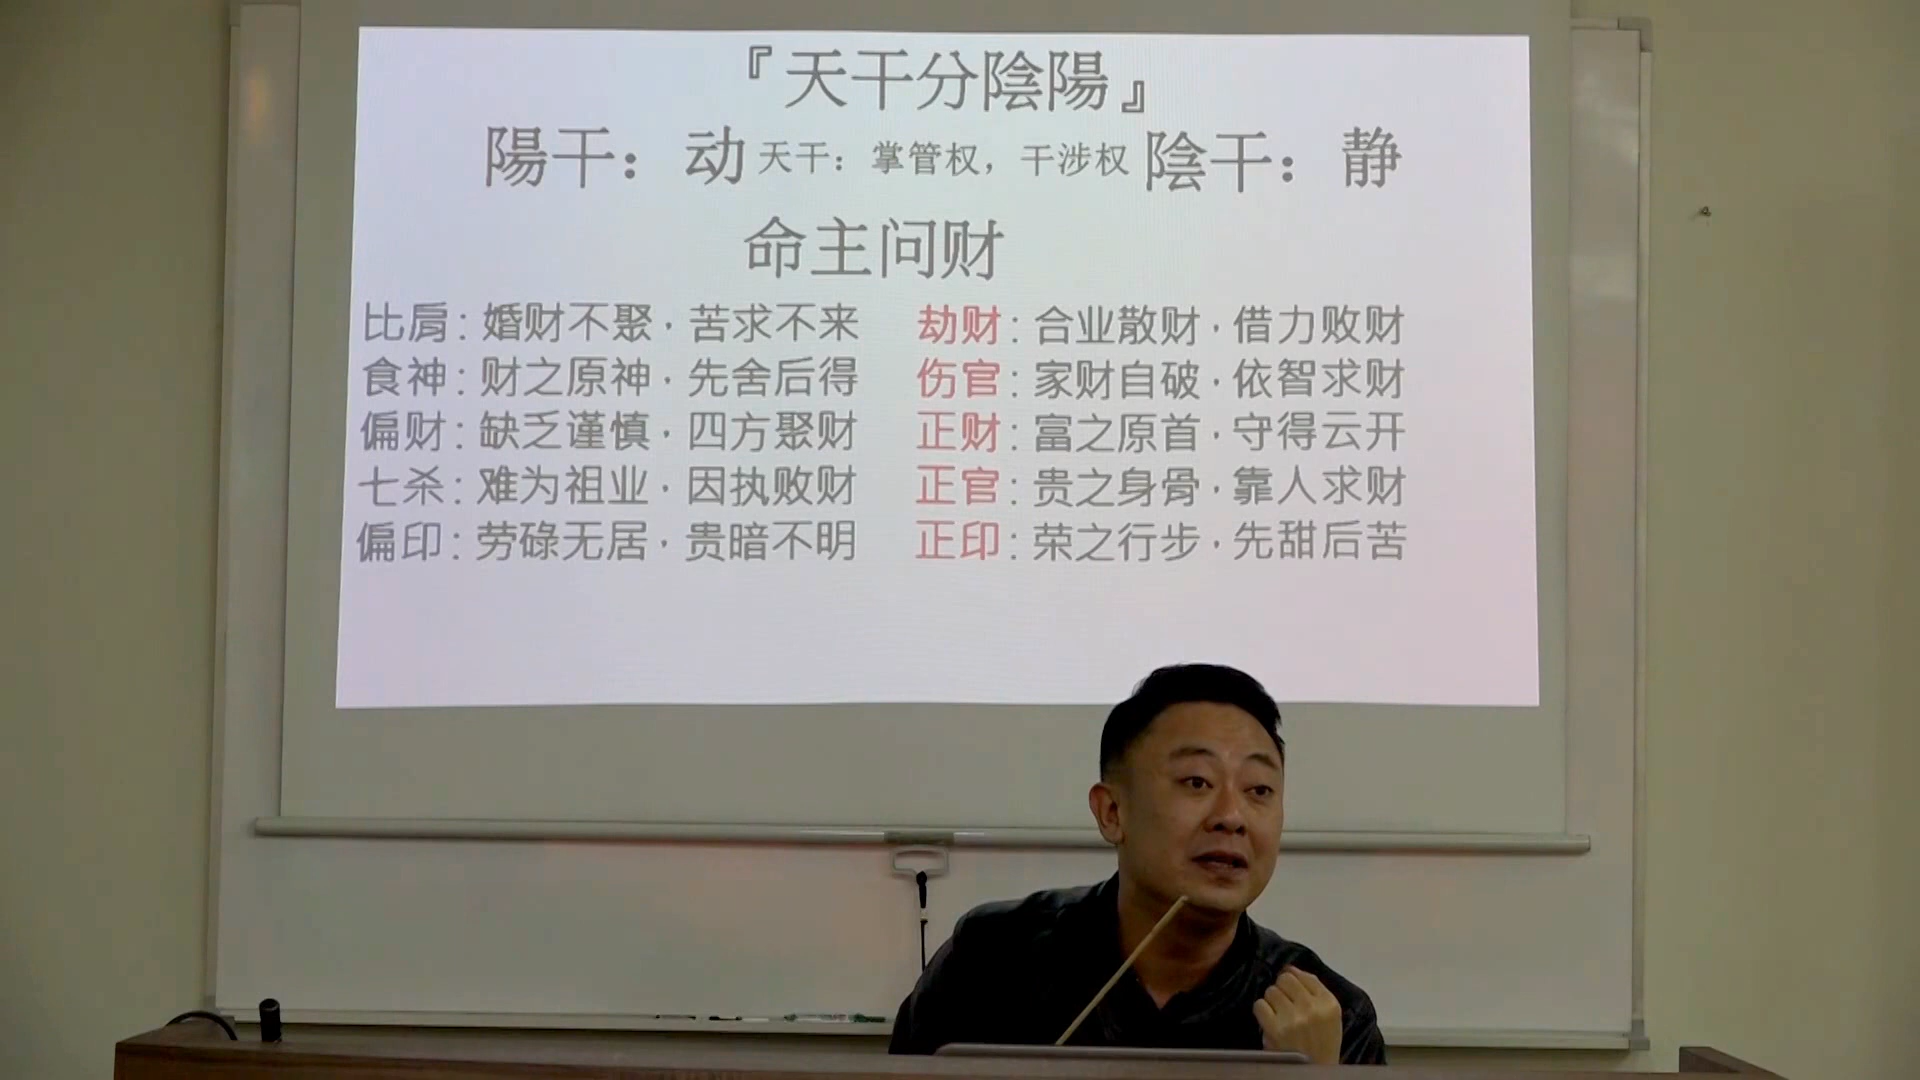 『天干分陰陽』
陽干：动 天干：掌管权，干涉权 陰干：静
命主问财
比肩：婚财不聚·苦求不来 劫财：合业散财·借力败财
食神：财之原神·先舍后得 伤官：家财自破·依智求财
偏财：缺乏谨慎·四方聚财 正财：富之原首·守得云开
七杀：难为祖业·因执败财 正官：贵之身骨·靠人求财
偏印：劳碌无居·贵暗不明 正印：荣之行步·先甜后苦